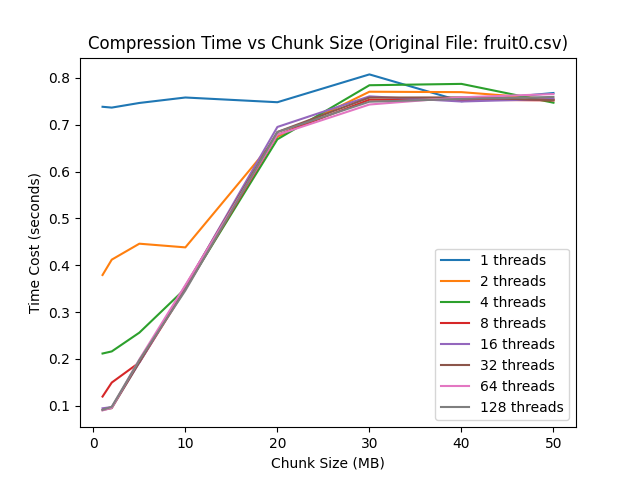 Compression Time vs Chunk Size (Original File: fruit0.csv)
0.8
0.7
0.6
0.5
0.4
0.3
0.2
0.1
Time Cost (seconds)
1 threads
2 threads
4 threads
8 threads
16 threads
32 threads
64 threads
128 threads
0 10 20 30 40 50
Chunk Size (MB)